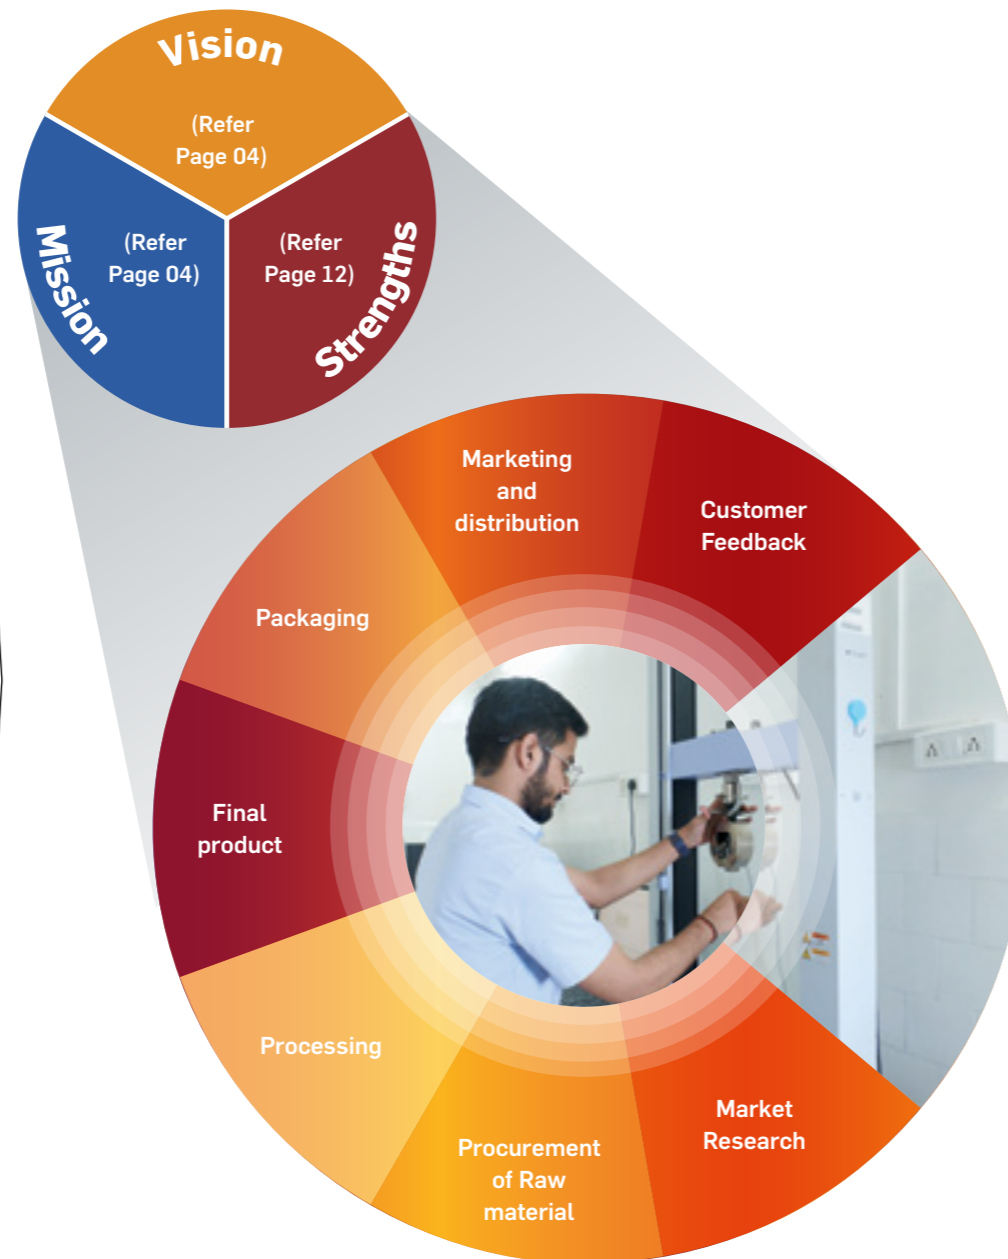 Vision
(Refer
Page 04)
Mission
(Refer
Page 04)
Strengths
(Refer
Page 12)
Marketing
and
distribution
Customer
Feedback
Packaging
Final
product
Processing
Procurement
of Raw
material
Market
Research